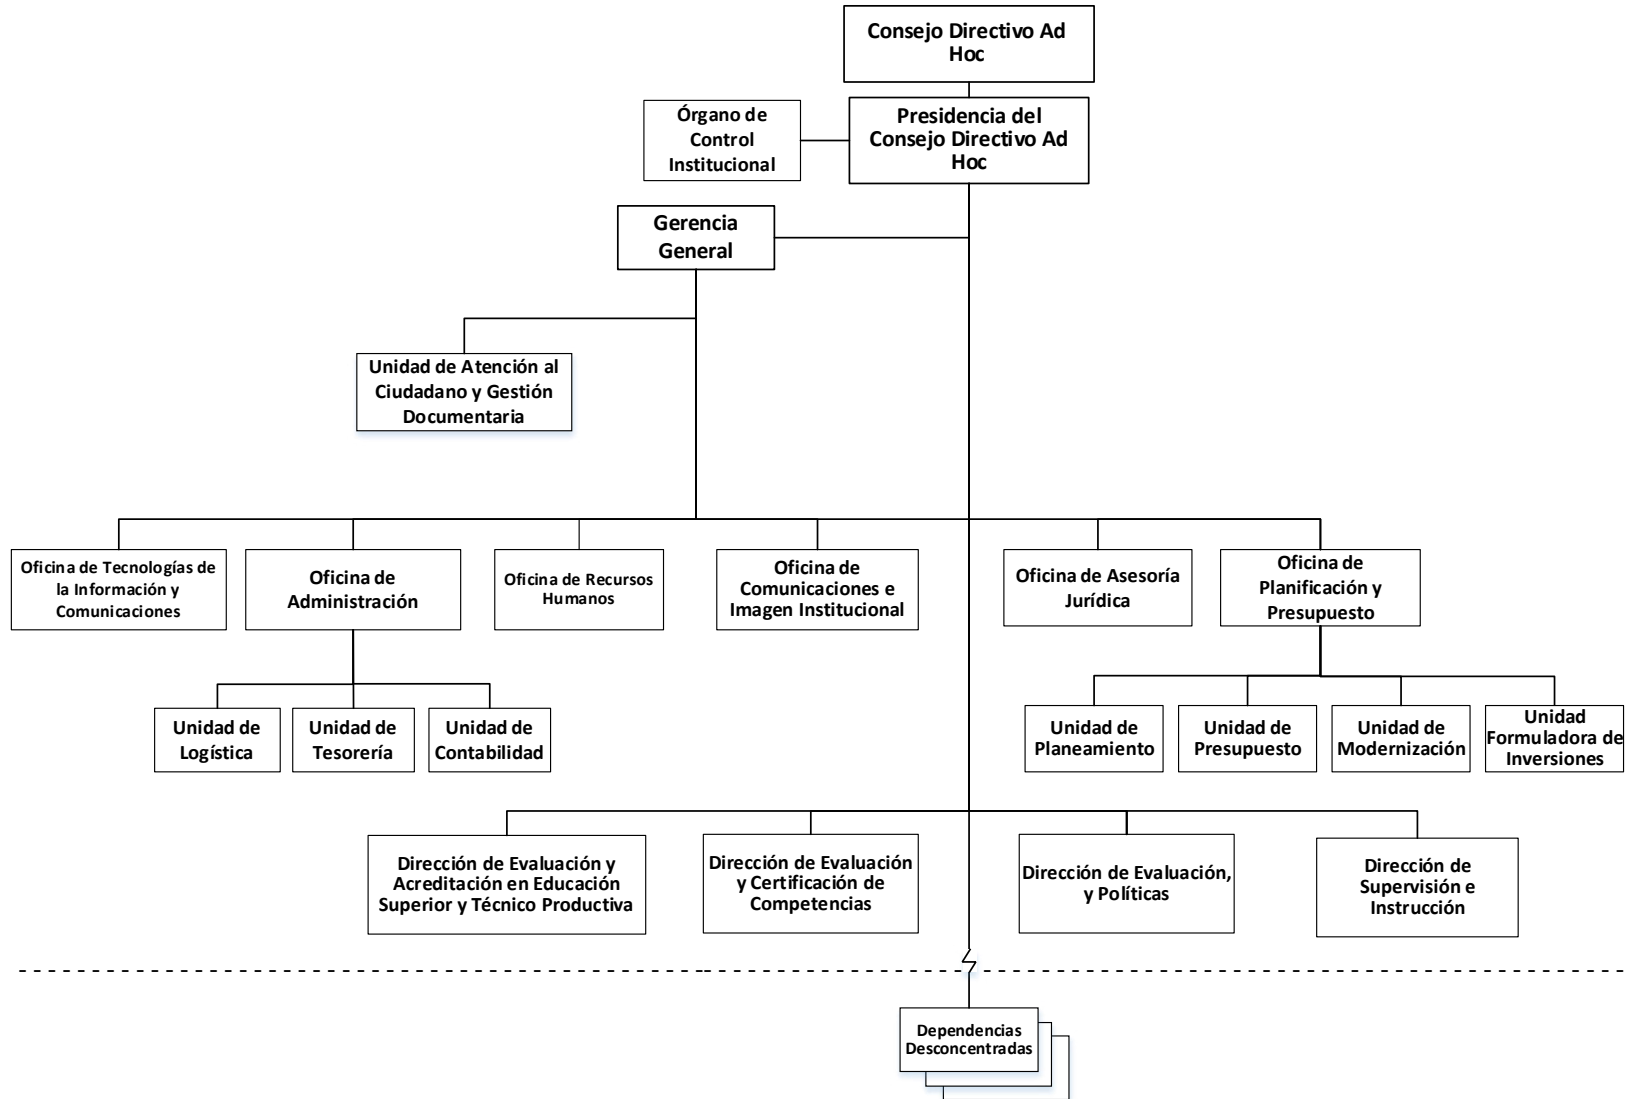 Consejo Directivo Ad
Hoc
Órgano de
Control
Institucional
Presidencia del
Consejo Directivo Ad
Hoc
Gerencia
General
Unidad de Atención al
Ciudadano y Gestión
Documentaria
Oficina de Tecnologías de
la Información y
Comunicaciones
Oficina de
Administración
Oficina de Recursos
Humanos
Oficina de
Comunicaciones e
Imagen Institucional
Oficina de Asesoría
Jurídica
Oficina de
Planificación y
Presupuesto
Unidad de
Logística
Unidad de
Tesorería
Unidad de
Contabilidad
Unidad de
Planeamiento
Unidad de
Presupuesto
Unidad de
Modernización
Unidad
Formuladora de
Inversiones
Dirección de Evaluación y
Acreditación en Educación
Superior y Técnico Productiva
Dirección de Evaluación
y Certificación de
Competencias
Dirección de Evaluación,
y Políticas
Dirección de
Supervisión e
Instrucción
Dependencias
Desconcentradas